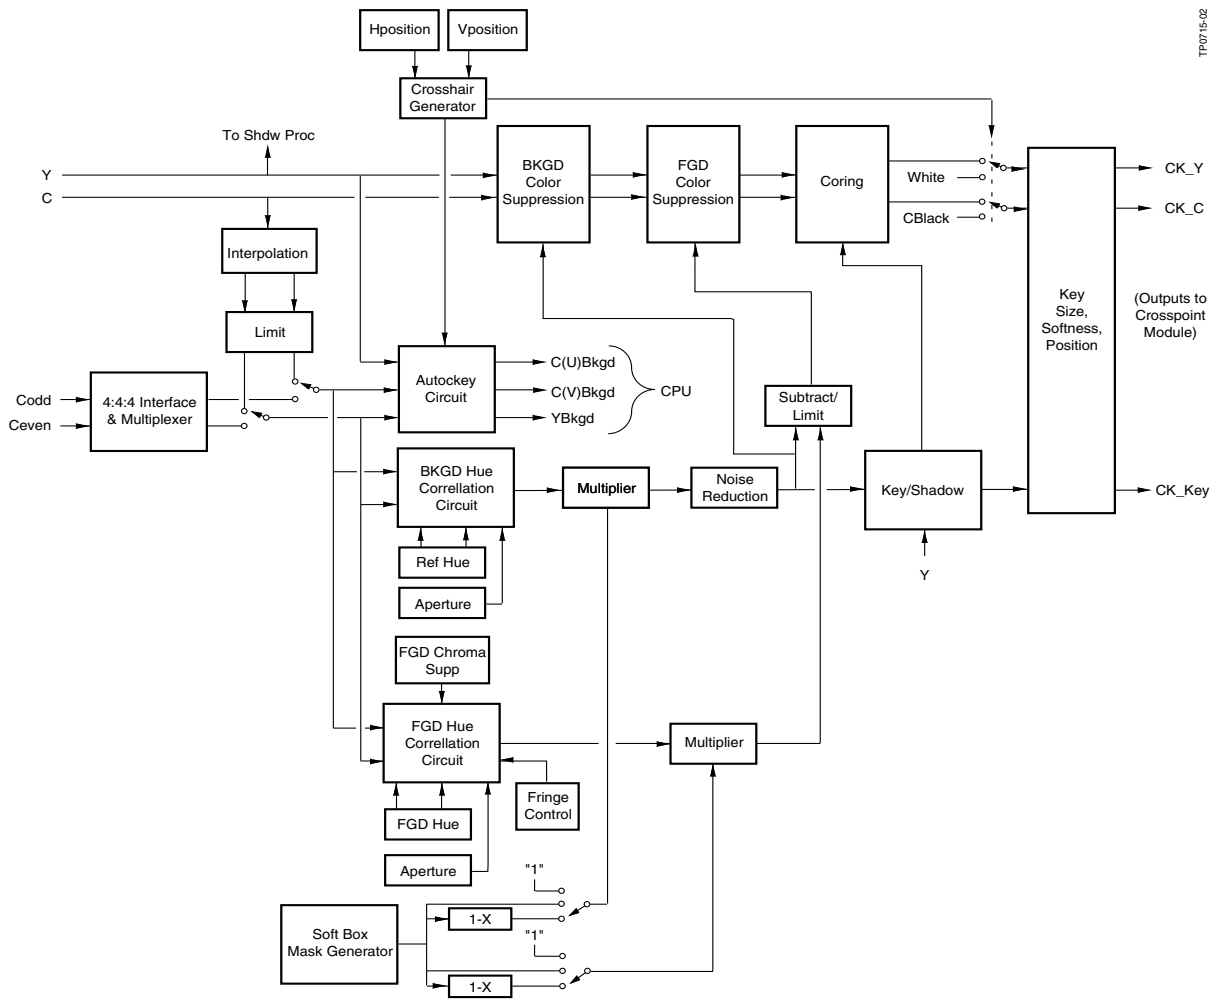 TP0715-02
Hposition
Vposition
Crosshair
Generator
To Shdw Proc
Y
C
BKGD
Color
Suppression
FGD
Color
Suppression
Coring
White
CBlack
CK_Y
CK_C
Interpolation
Limit
Key
Size,
Softness,
Position
(Outputs to
Crosspoint
Module)
Codd
Ceven
4:4:4 Interface
& Multiplexer
Autockey
Circuit
C(U)Bkgd
C(V)Bkgd
YBkgd
CPU
Subtract/
Limit
BKGD Hue
Correllation
Circuit
Multiplier
Noise
Reduction
Key/Shadow
CK_Key
Ref Hue
Aperture
Y
FGD Chroma
Supp
FGD Hue
Correllation
Circuit
Multiplier
Fringe
Control
FGD Hue
Aperture
"1"
Soft Box
Mask Generator
1-X
"1"
1-X